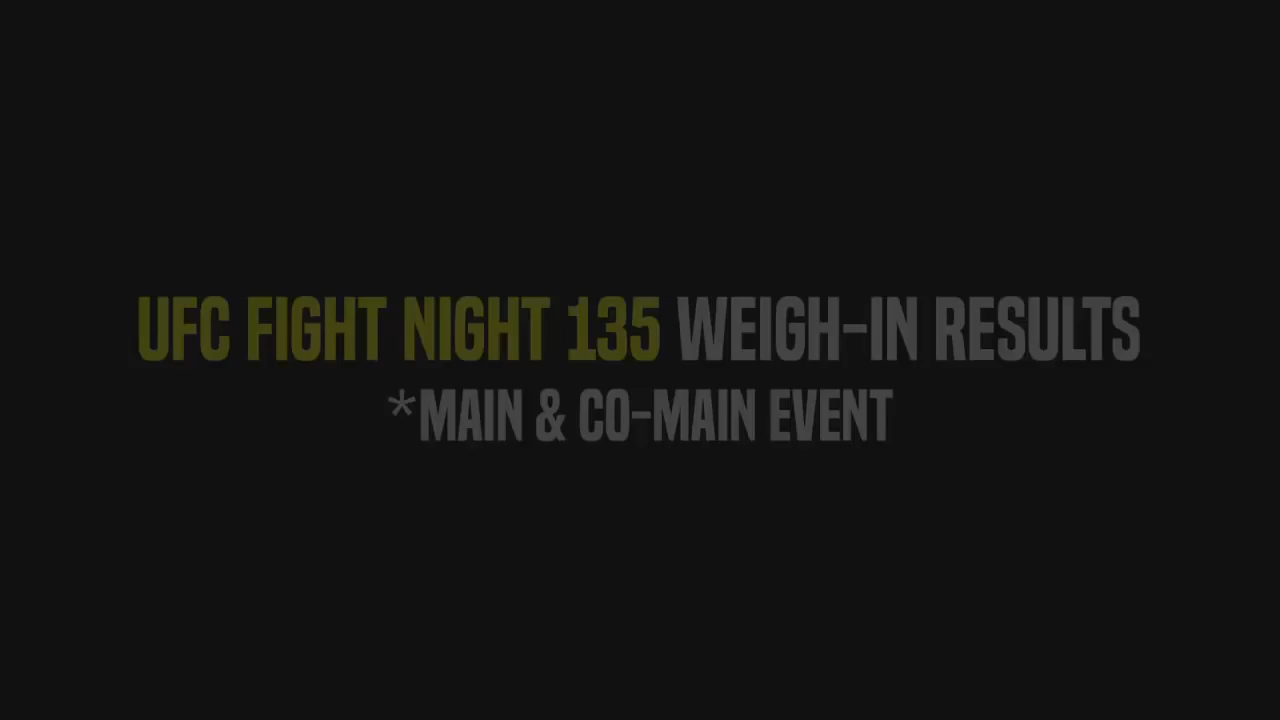 UFC FIGHT NIGHT 135 WEIGH-IN RESULTS
*MAIN & CO-MAIN EVENT